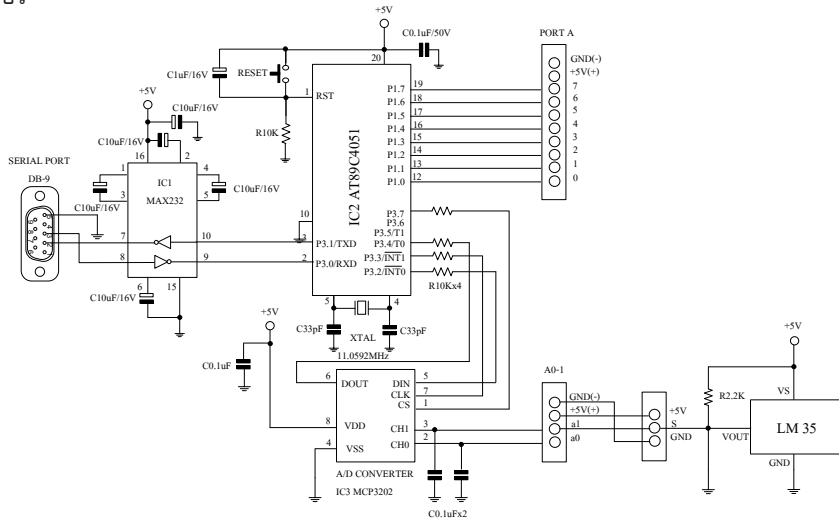 +5V
C0.1uF/50V
PORT A
20
GND(-)
+5V(+)
C1uF/16V
RESET
+5V
1
RST
P1.7
19
7
P1.6
18
6
C10uF/16V
P1.5
17
5
R10K
P1.4
16
4
C10uF/16V
P1.3
15
3
P1.2
14
2
P1.1
13
1
P1.0
12
0
IC2 AT89C4051
SERIAL PORT
DB-9
16
2
1
IC1
4
MAX232
3
5
C10uF/16V
C10uF/16V
P3.7
P3.6
10
P3.5/T1
7
10
3
P3.1/TXD
P3.4/T0
P3.3/INT1
8
9
2
P3.0/RXD
P3.2/INT0
R10Kx4
6
15
C10uF/16V
5
4
+5V
C33pF
C33pF
XTAL
11.0592MHz
+5V
C0.1uF
6
DOUT
DIN
5
A0-1
CLK
7
GND(-)
CS
1
+5V(+)
+5V
R2.2K
VS
8
VDD
CH1
3
a1
S
VOUT
LM 35
4
VSS
CH0
2
a0
GND
GND
A/D CONVERTER
IC3 MCP3202
C0.1uFx2